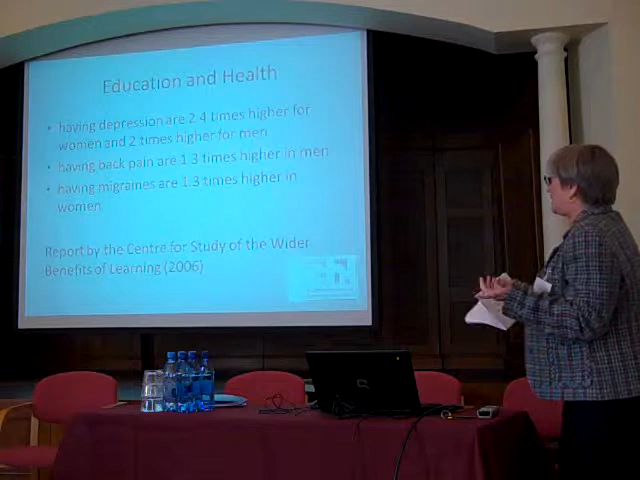 Education and Health
• having depression are 2.4 times higher for
women and 2 times higher for men
• having back pain are 1.3 times higher in men
• having migraines are 1.3 times higher in
women.
Report by the Centre for Study of the Wider
Benefits of Learning (2006)